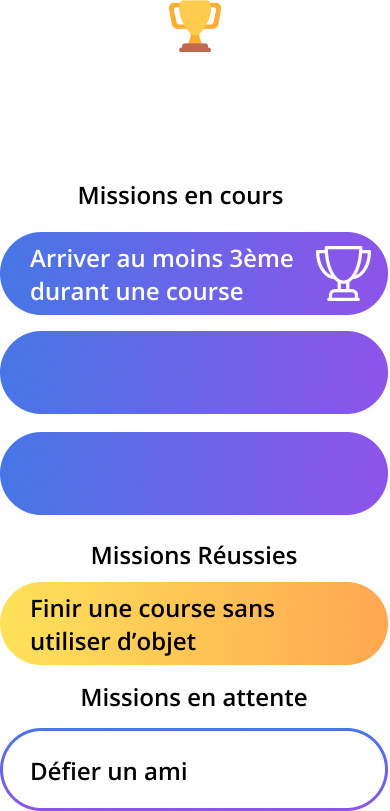 Missions en cours
Arriver au moins 3ème
durant une course
Missions Réussies
Finir une course sans
utiliser d’objet
Missions en attente
Défier un ami